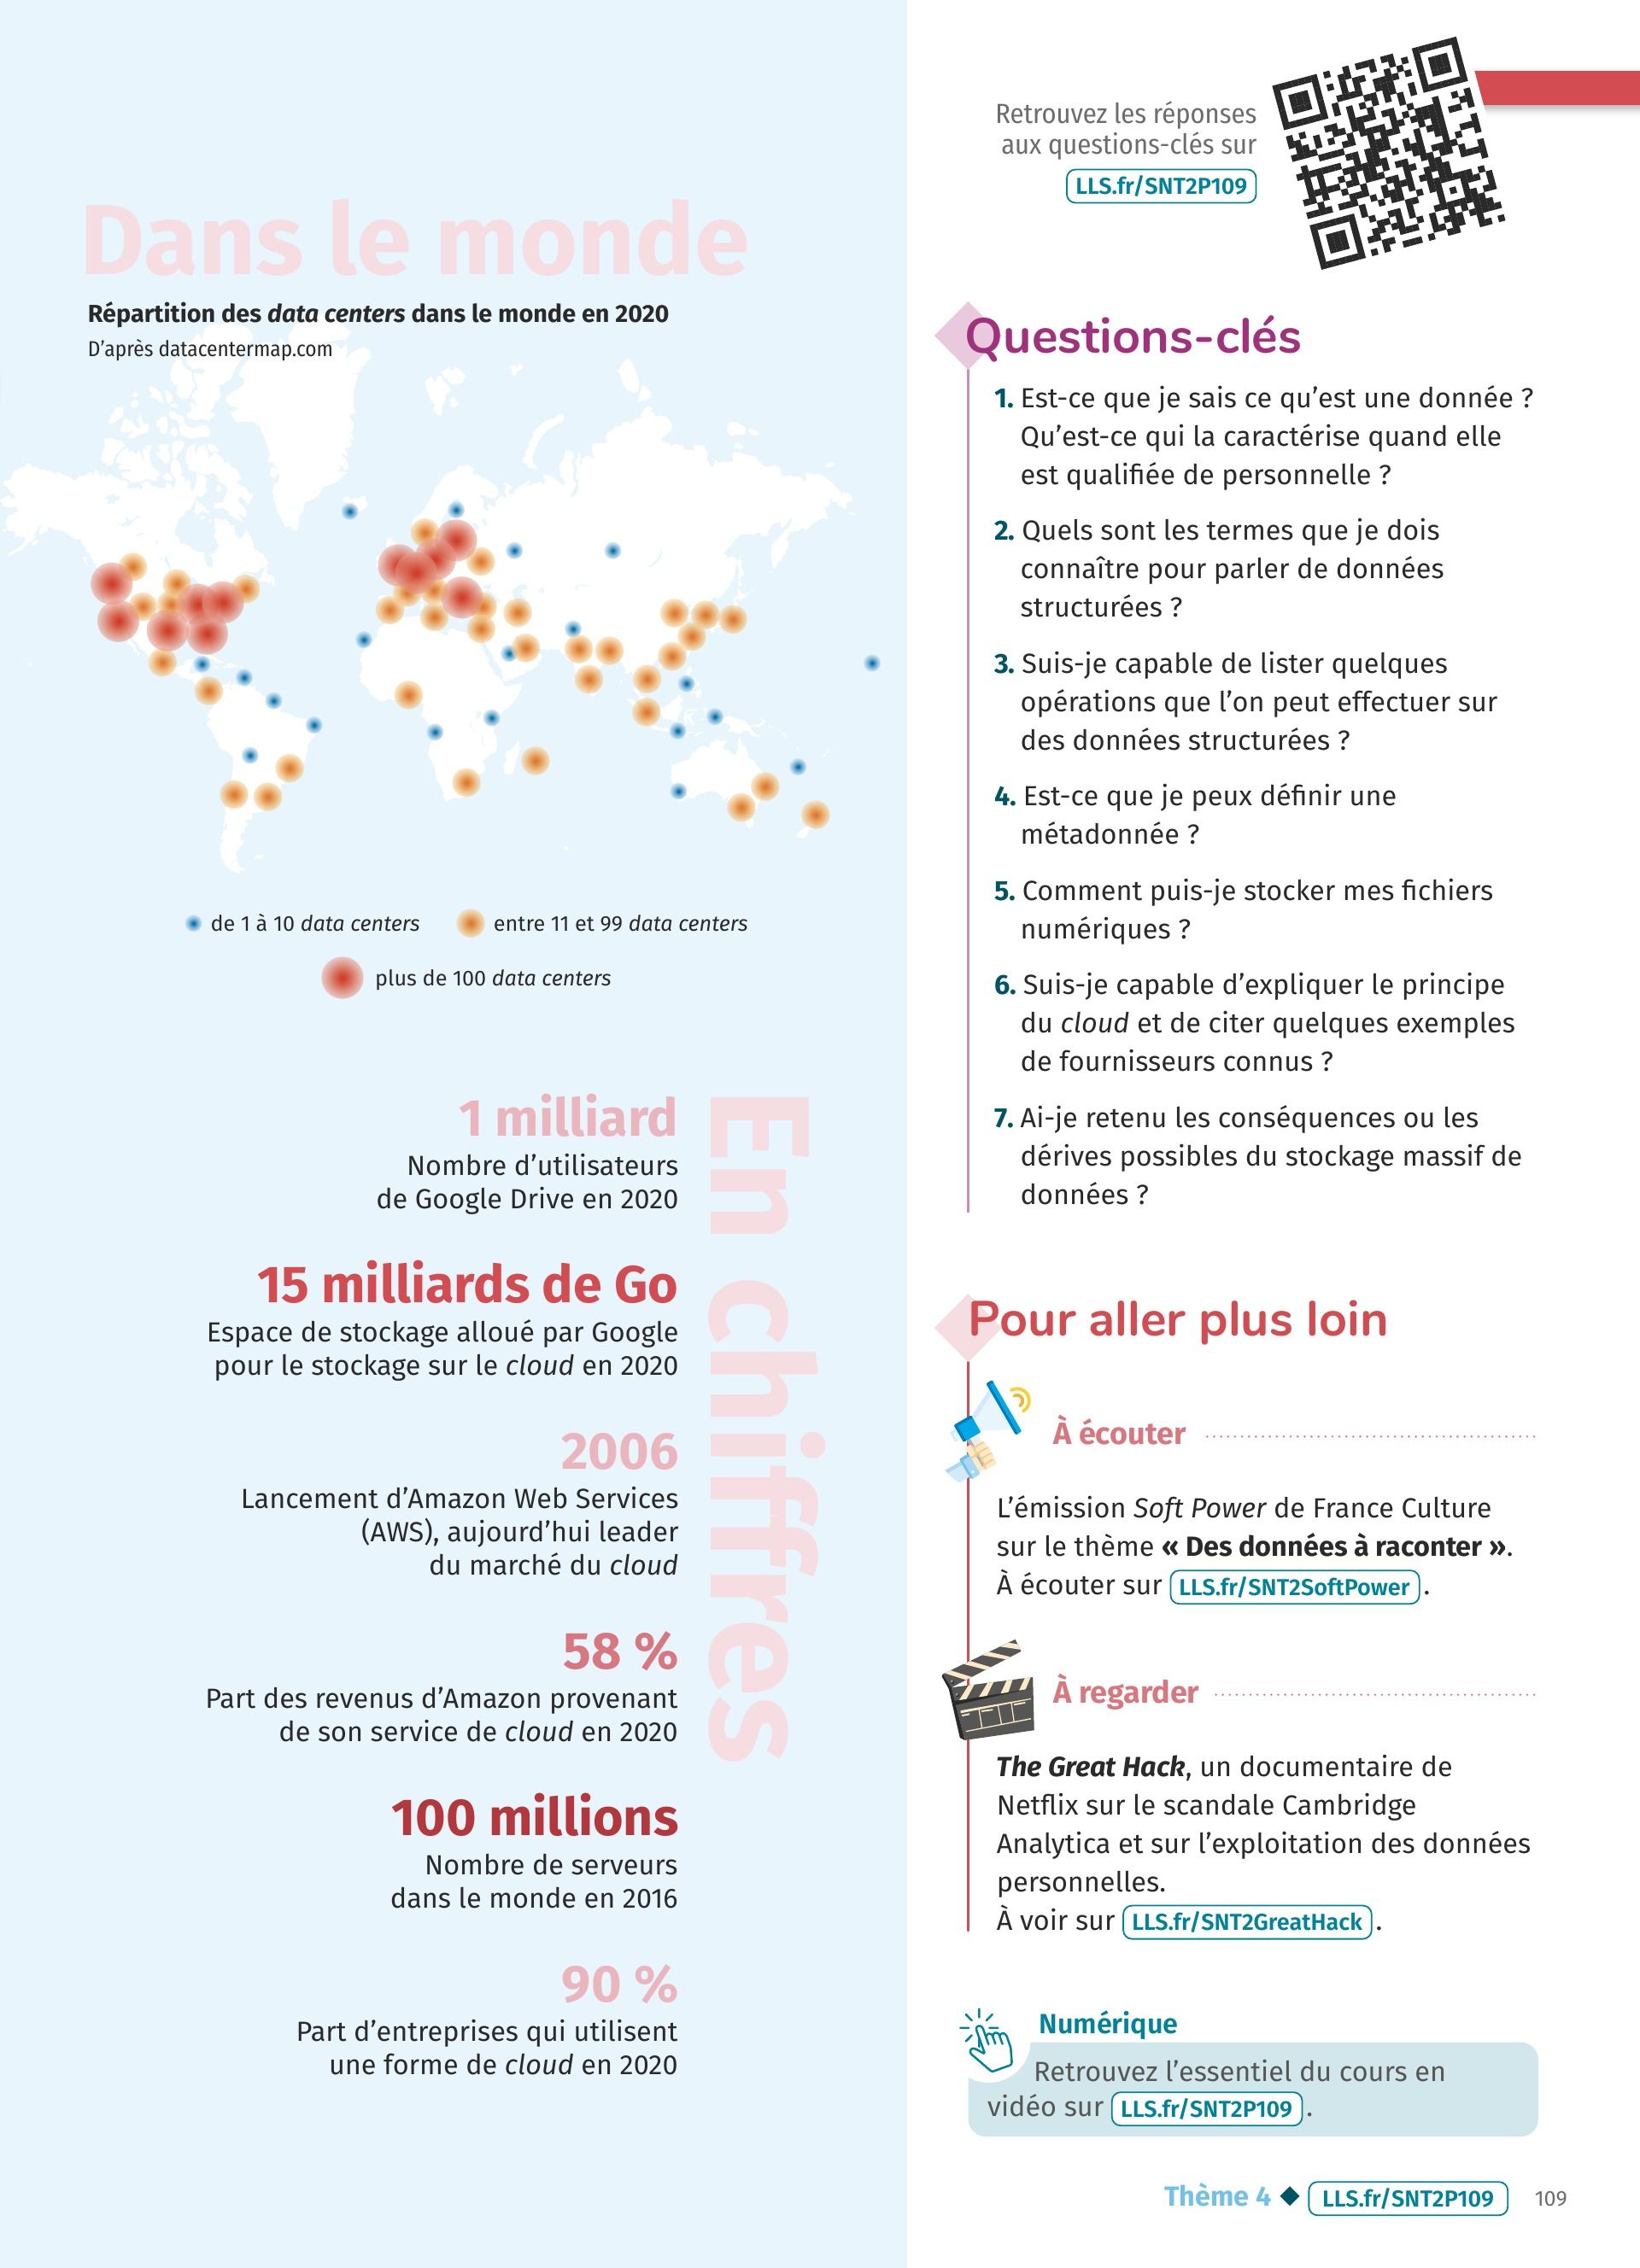 Retrouvez les réponses
aux questions-clés sur
LLS.fr/SNT2P109
Dans le monde
Répartition des data centers dans le monde en 2020
D'après datacentermap.com
de 1 à 10 data centers
entre 11 et 99 data centers
plus de 100 data centers
En chiffres
1 milliard
Nombre d'utilisateurs
de Google Drive en 2020
15 milliards de Go
Espace de stockage alloué par Google
pour le stockage sur le cloud en 2020
2006
Lancement d'Amazon Web Services
(AWS), aujourd'hui leader
du marché du cloud
58 %
Part des revenus d'Amazon provenant
de son service de cloud en 2020
100 millions
Nombre de serveurs
dans le monde en 2016
90 %
Part d'entreprises qui utilisent
une forme de cloud en 2020
Questions-clés
1. Est-ce que je sais ce qu'est une donnée ?
Qu'est-ce qui la caractérise quand elle
est qualifiée de personnelle ?
2. Quels sont les termes que je dois
connaître pour parler de données
structurées ?
3. Suis-je capable de lister quelques
opérations que l'on peut effectuer sur
des données structurées ?
4. Est-ce que je peux définir une
métadonnée ?
5. Comment puis-je stocker mes fichiers
numériques ?
6. Suis-je capable d'expliquer le principe
du cloud et de citer quelques exemples
de fournisseurs connus ?
7. Ai-je retenu les conséquences ou les
dérives possibles du stockage massif de
données ?
Pour aller plus loin
À écouter
L'émission Soft Power de France Culture
sur le thème « Des données à raconter ».
À écouter sur LLS.fr/SNT2SoftPower.
À regarder
The Great Hack, un documentaire de
Netflix sur le scandale Cambridge
Analytica et sur l'exploitation des données
personnelles.
À voir sur LLS.fr/SNT2GreatHack.
Numérique
Retrouvez l'essentiel du cours en
vidéo sur LLS.fr/SNT2P109.
Thème 4 ◆ LLS.fr/SNT2P109 109